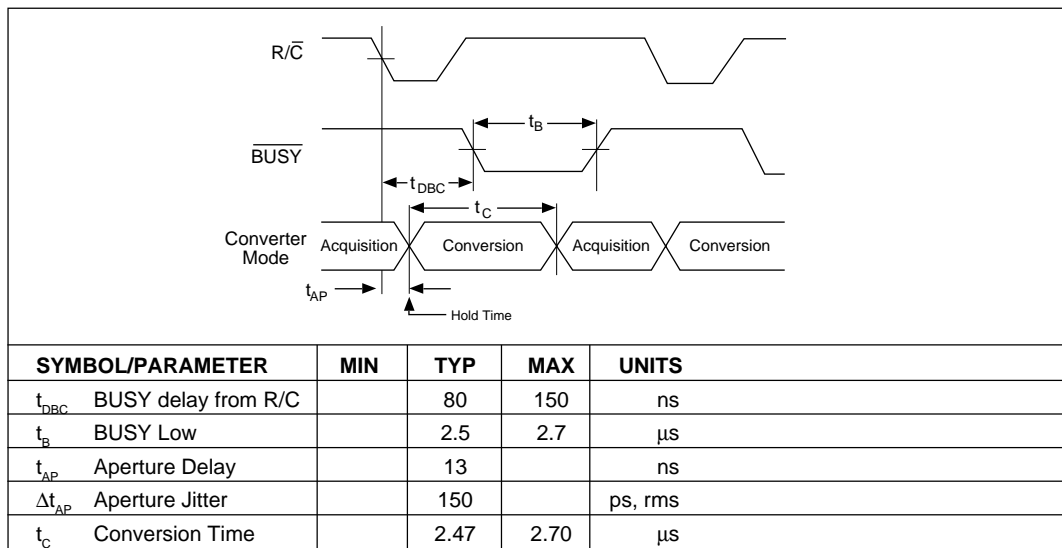 R/C̅
t_B
B̅U̅S̅Y̅
t_DBC
t_C
Converter Mode
Acquisition Conversion Acquisition Conversion
t_AP
Hold Time
SYMBOL/PARAMETER MIN TYP MAX UNITS
t_DBC BUSY delay from R/C 80 150 ns
t_B BUSY Low 2.5 2.7 μs
t_AP Aperture Delay 13 ns
Δt_AP Aperture Jitter 150 ps, rms
t_C Conversion Time 2.47 2.70 μs